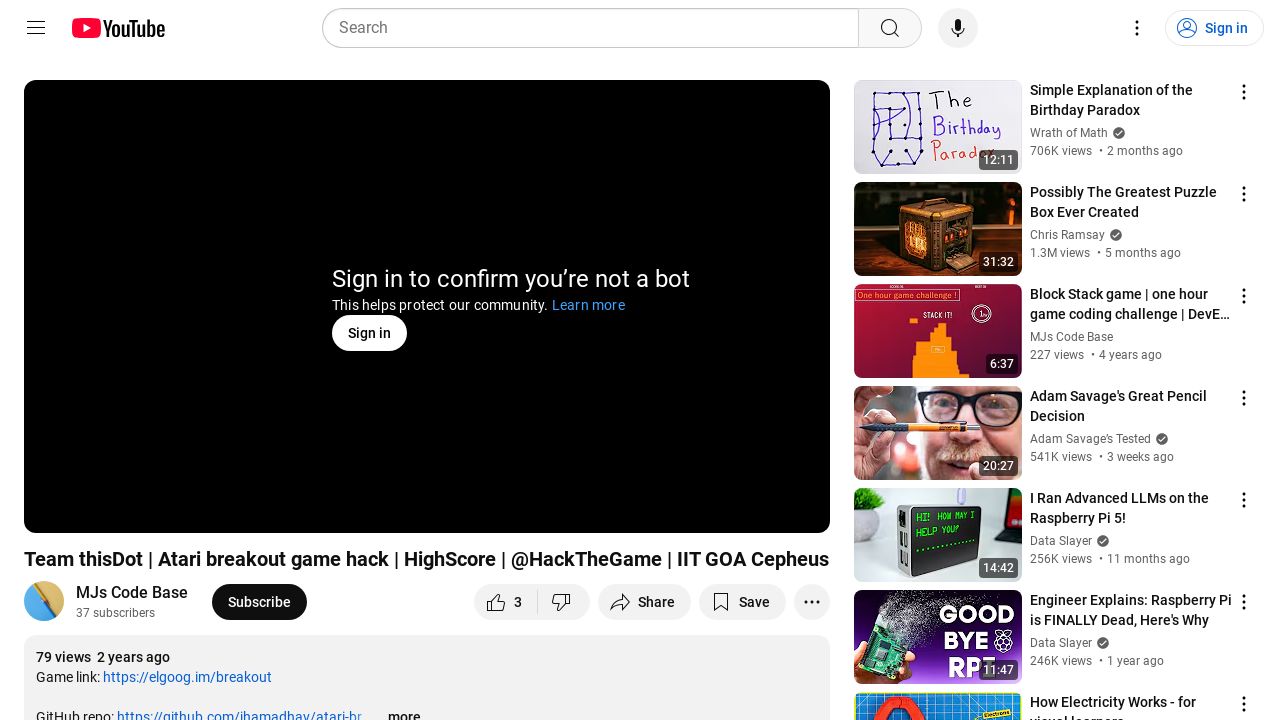 YouTube
Search
Sign in
Sign in to confirm you’re not a bot
This helps protect our community. Learn more
Sign in
Team thisDot | Atari breakout game hack | HighScore | @HackTheGame | IIT GOA Cepheus
MJs Code Base
37 subscribers
Subscribe
3
Share
Save
79 views 2 years ago
Game link: https://elgoog.im/breakout
GitHub repo: https://github.com/jhamadhav/atari-br
more
The
Birthday
Paradox
12:11
Simple Explanation of the
Birthday Paradox
Wrath of Math
706K views • 2 months ago
31:32
Possibly The Greatest Puzzle
Box Ever Created
Chris Ramsay
1.3M views • 5 months ago
One hour game challenge !
STACK IT!
6:37
Block Stack game | one hour
game coding challenge | DevE…
MJs Code Base
227 views • 4 years ago
20:27
Adam Savage's Great Pencil
Decision
Adam Savage’s Tested
541K views • 3 weeks ago
HI! HOW MAY I
HELP YOU?
14:42
I Ran Advanced LLMs on the
Raspberry Pi 5!
Data Slayer
256K views • 11 months ago
GOOD
BYE
RPI
11:47
Engineer Explains: Raspberry Pi
is FINALLY Dead, Here's Why
Data Slayer
246K views • 1 year ago
Electrons
How Electricity Works - for
visual learners